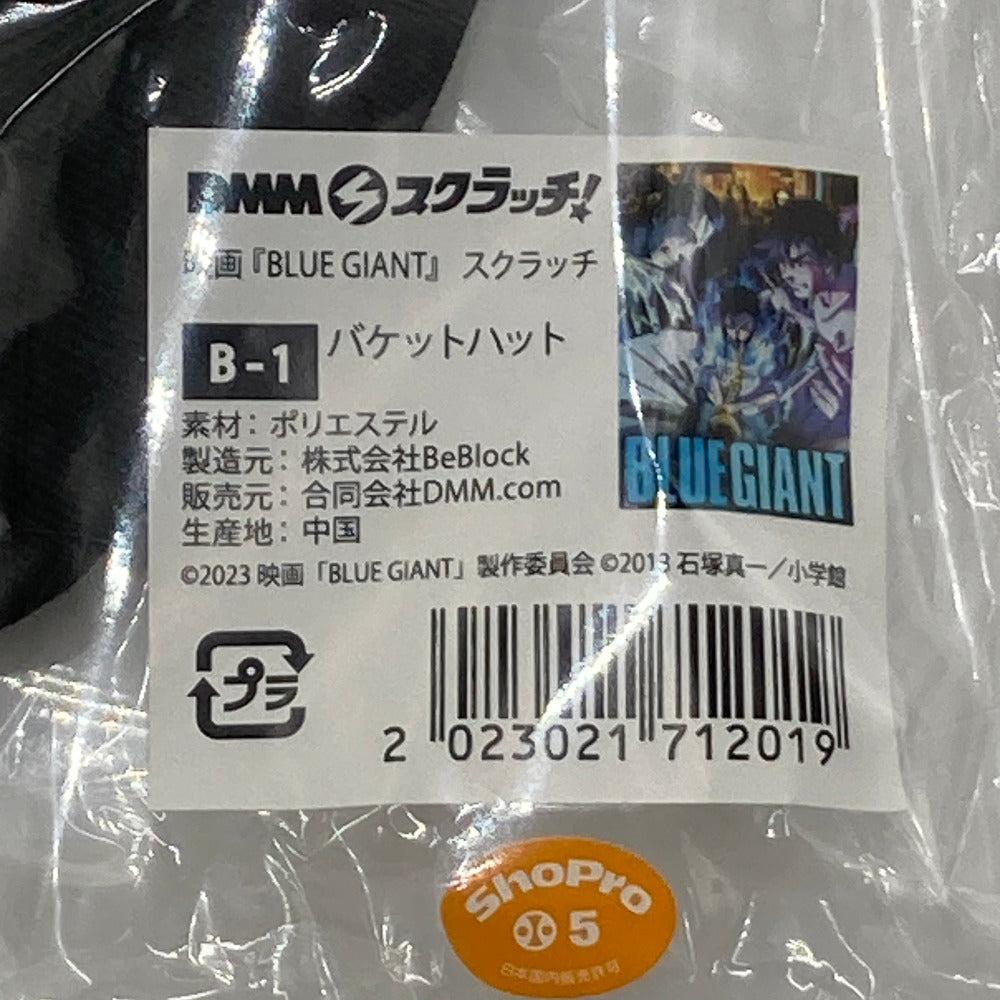 DMM スクラッチ!
映画『BLUE GIANT』 スクラッチ
B-1 バケットハット
素材：ポリエステル
製造元：株式会社BeBlock
販売元：合同会社DMM.com
生産地：中国
BLUE GIANT
©2023 映画「BLUE GIANT」製作委員会 ©2013 石塚真一／小学館
プラ
2 023021 712019
ShoPro
5
日本国内販売許可